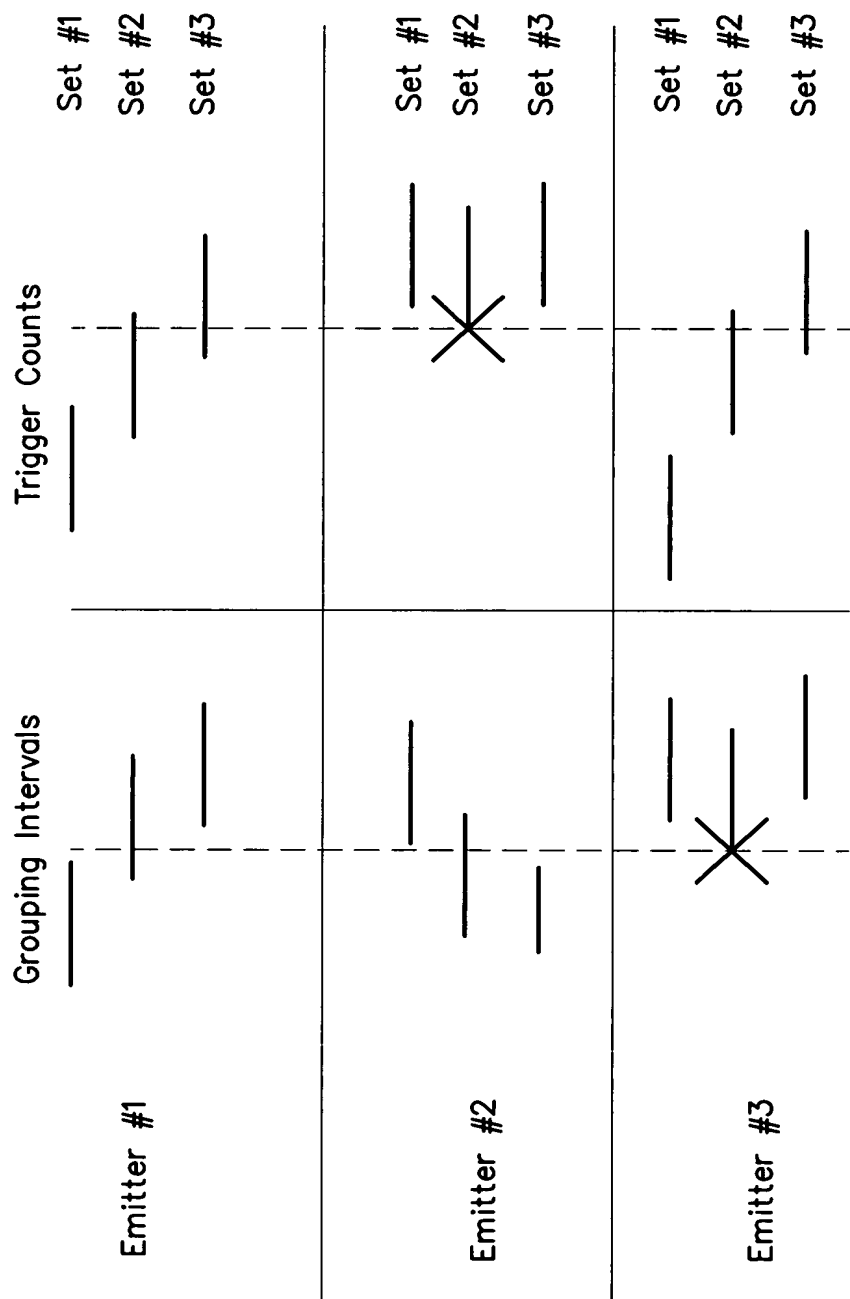 Grouping Intervals
Trigger Counts
Emitter #1
Set #1
Set #2
Set #3
Emitter #2
Set #1
Set #2
Set #3
Emitter #3
Set #1
Set #2
Set #3